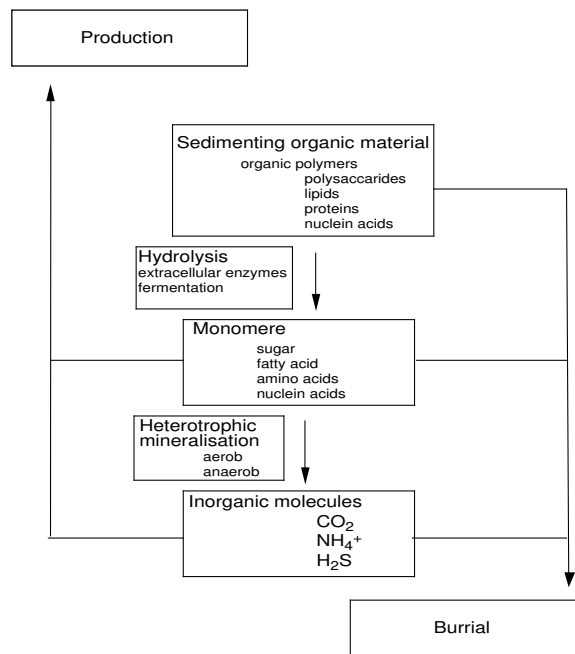 Production
Sedimenting organic material
organic polymers
polysaccarides
lipids
proteins
nuclein acids
Hydrolysis
extracellular enzymes
fermentation
Monomere
sugar
fatty acid
amino acids
nuclein acids
Heterotrophic
mineralisation
aerob
anaerob
Inorganic molecules
CO₂
NH₄⁺
H₂S
Burrial